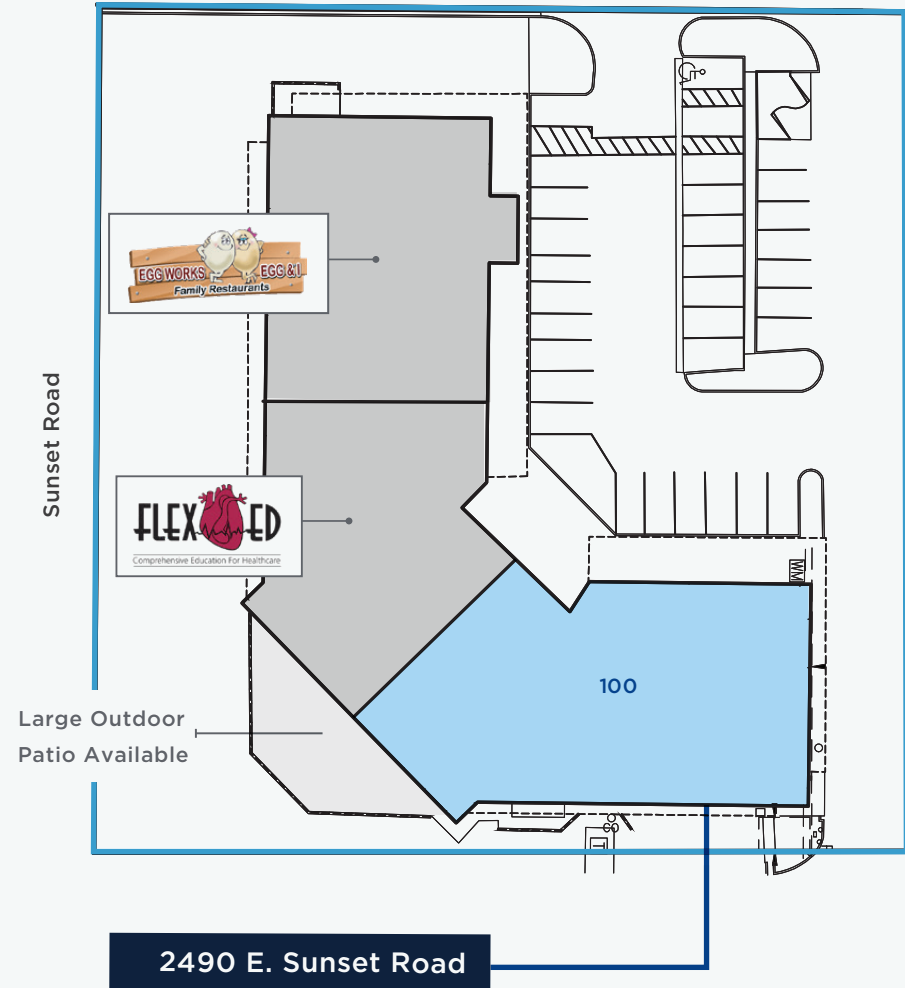 EGG WORKS
EGG & I
Family Restaurants
Sunset Road
FLEX ED
Comprehensive Education For Healthcare
WM
100
Large Outdoor
Patio Available
T
2490 E. Sunset Road